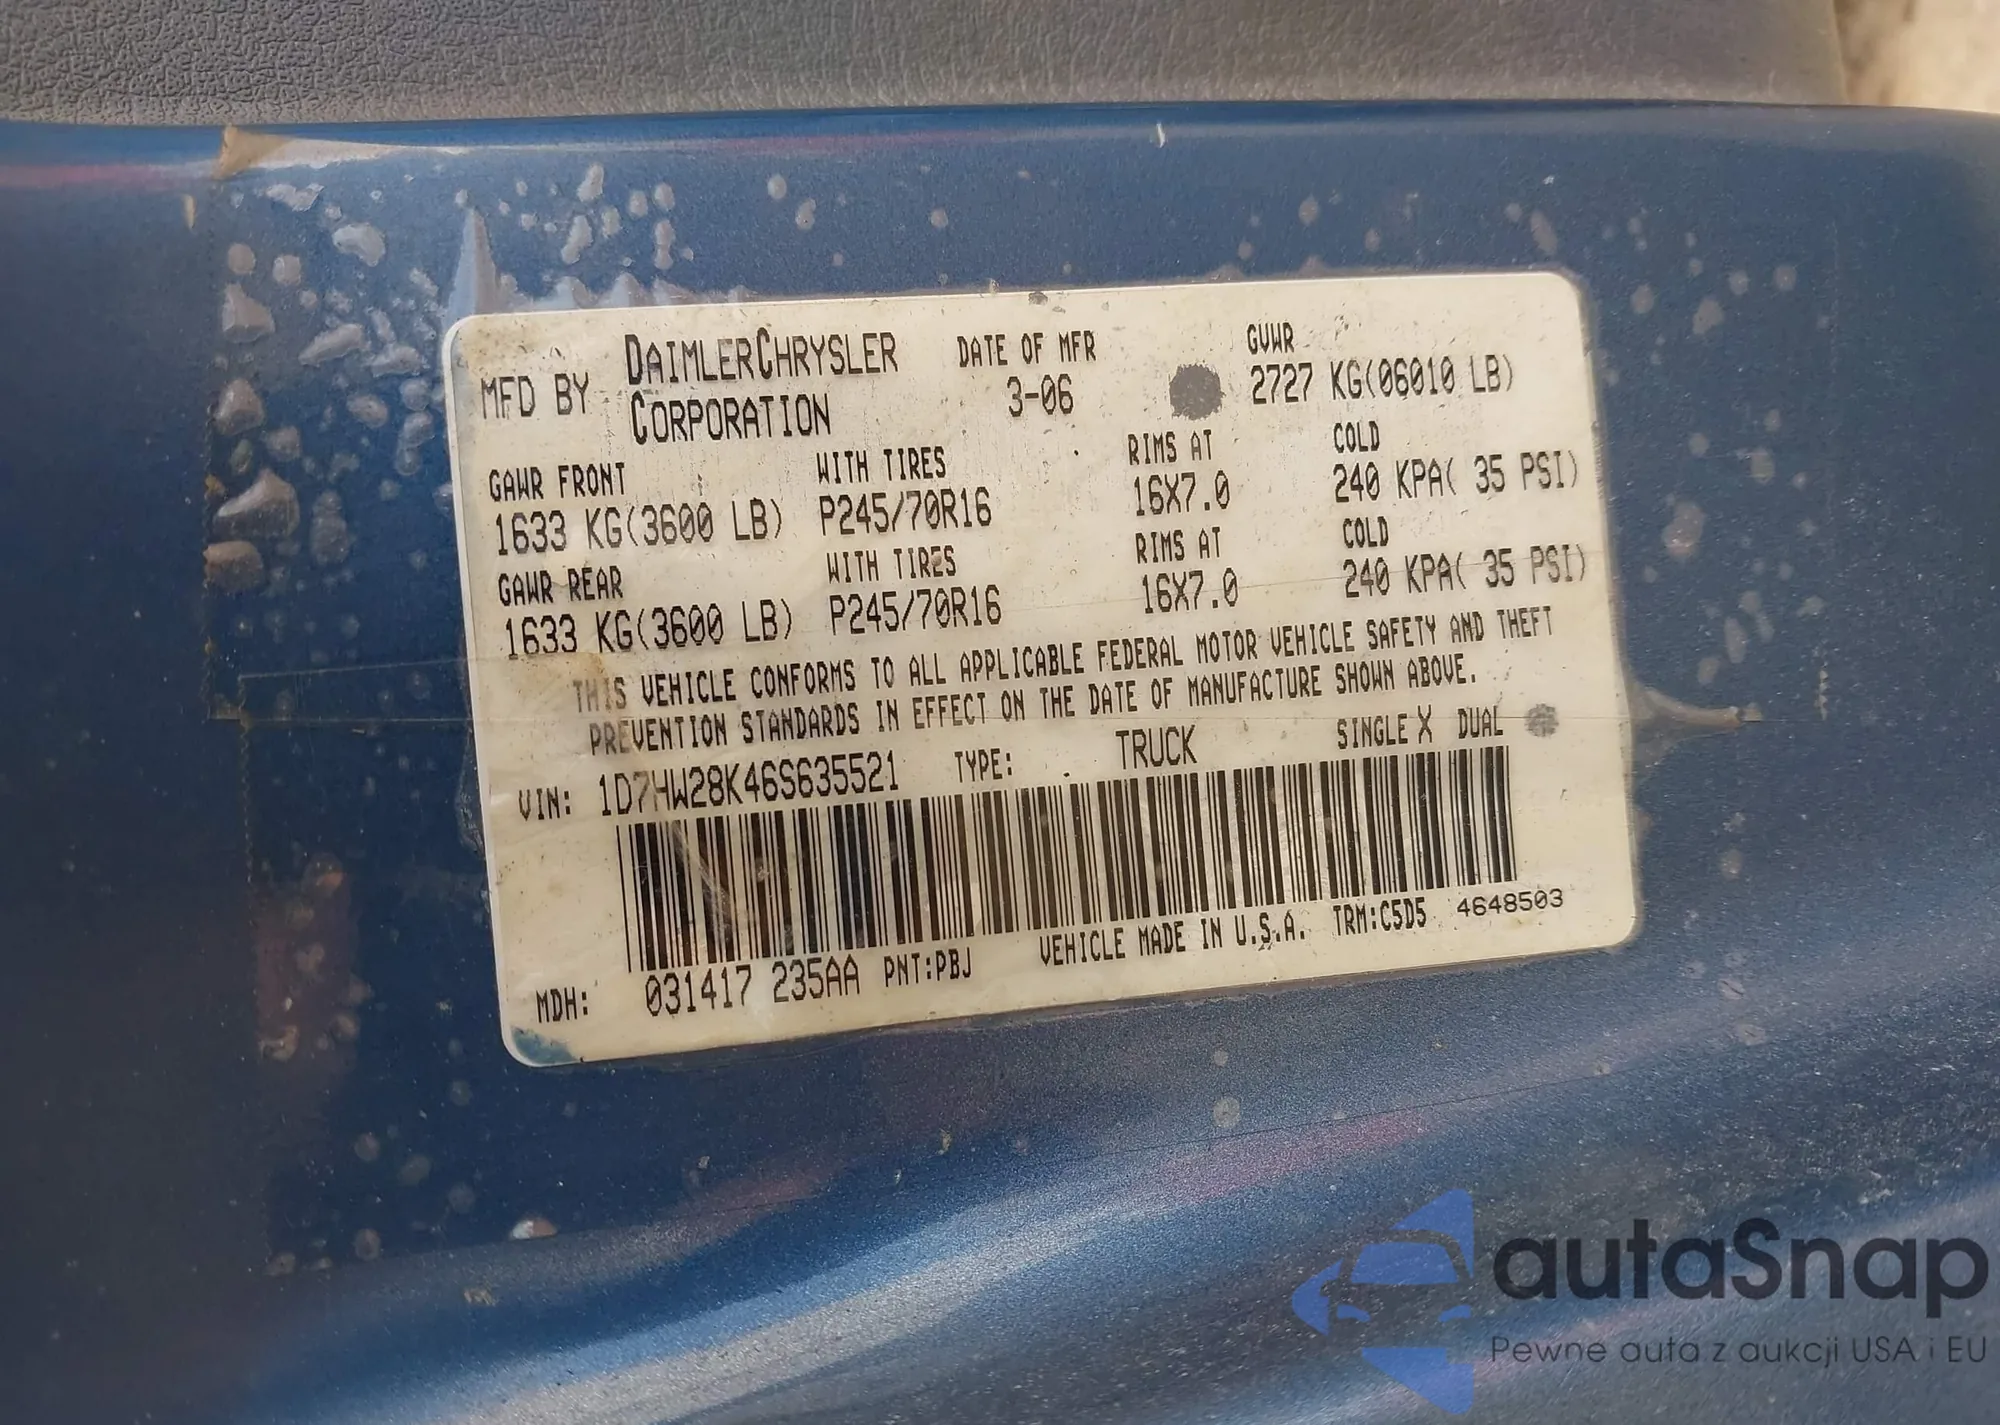 MFD BY DAIMLERCHRYSLER CORPORATION DATE OF MFR 3-06 GVWR 2727 KG(06010 LB)
GAWR FRONT WITH TIRES RIMS AT COLD
1633 KG(3600 LB) P245/70R16 16X7.0 240 KPA( 35 PSI)
GAWR REAR WITH TIRES RIMS AT COLD
1633 KG(3600 LB) P245/70R16 16X7.0 240 KPA( 35 PSI)
THIS VEHICLE CONFORMS TO ALL APPLICABLE FEDERAL MOTOR VEHICLE SAFETY AND THEFT
PREVENTION STANDARDS IN EFFECT ON THE DATE OF MANUFACTURE SHOWN ABOVE.
VIN: 1D7HW28K46S635521 TYPE: TRUCK SINGLE X DUAL
MDH: 031417 235AA PNT:PBJ VEHICLE MADE IN U.S.A. TRM:C5D5 4648503
autaSnap
Pewne auta z aukcji USA i EU